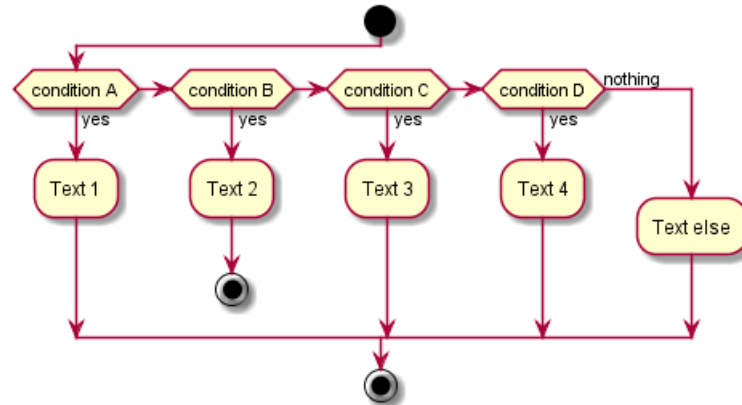 condition A
condition B
condition C
condition D
nothing
yes
yes
yes
yes
Text 1
Text 2
Text 3
Text 4
Text else